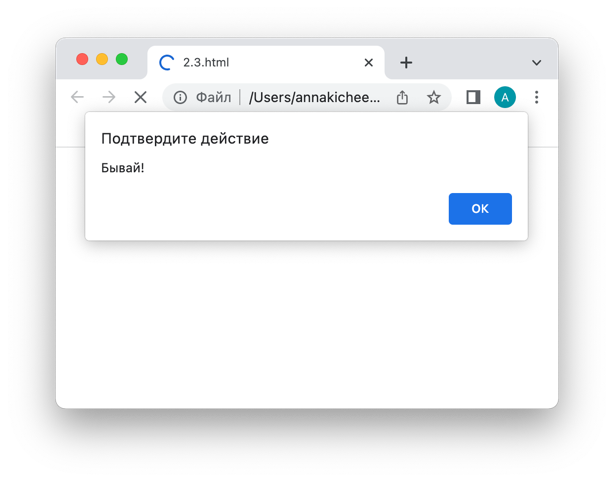 2.3.html
Файл /Users/annakichee...
A
Подтвердите действие
Бывай!
OK